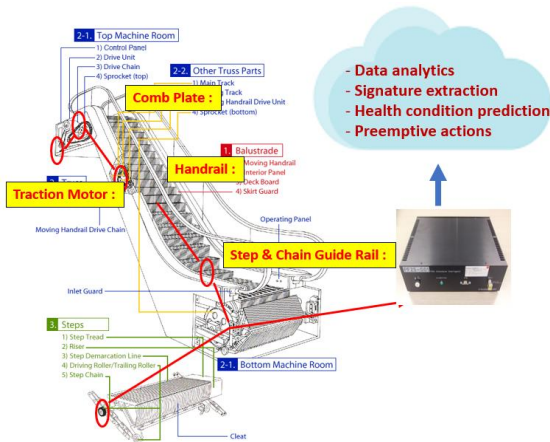 2-1. Top Machine Room
1) Control Panel
2) Drive Unit
3) Drive Chain
4) Sprocket (top)
2-2. Other Truss Parts
1) Main Track
Track
Handrail Drive Unit
4) Sprocket (bottom)
Comb Plate :
1. Balustrade
Moving Handrail
Interior Panel
3) Deck Board
4) Skirt Guard
Handrail :
Traction Motor :
Moving Handrail Drive Chain
Operating Panel
Step & Chain Guide Rail :
Inlet Guard
3. Steps
1) Step Tread
2) Riser
3) Step Demarcation Line
4) Driving Roller/Trailing Roller
5) Step Chain
2-1. Bottom Machine Room
Cleat
- Data analytics
- Signature extraction
- Health condition prediction
- Preemptive actions